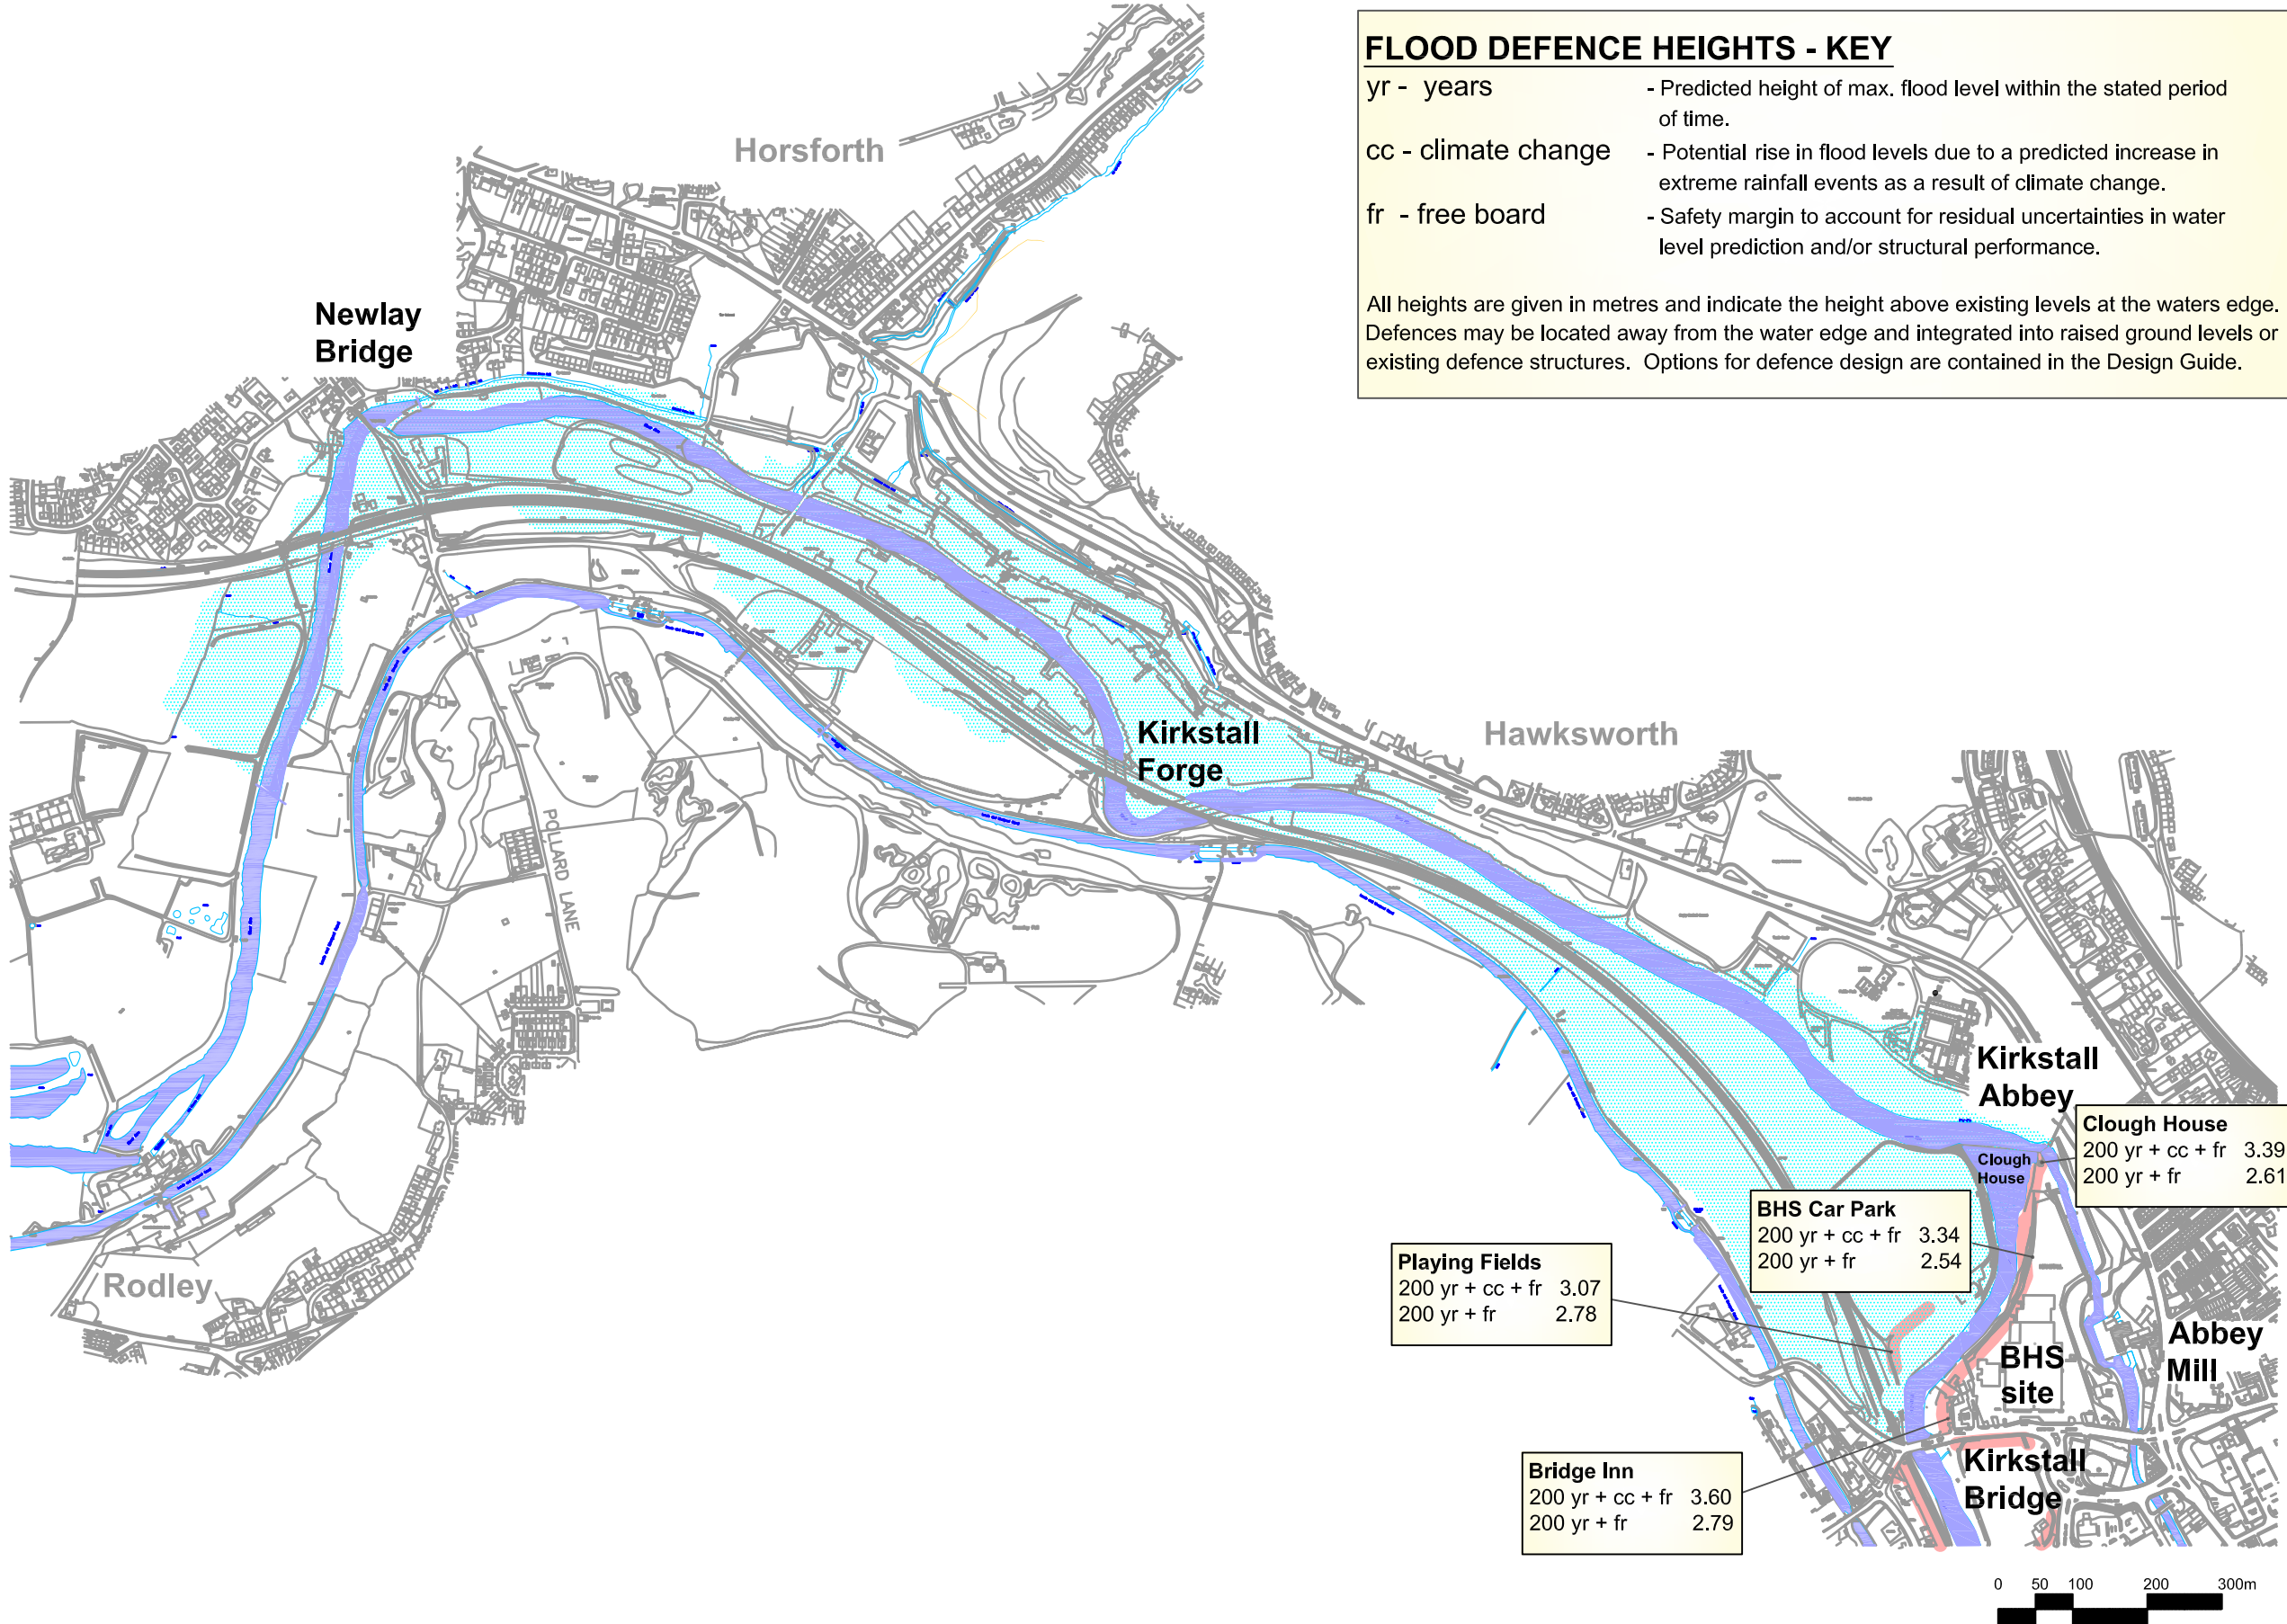 FLOOD DEFENCE HEIGHTS - KEY
yr - years - Predicted height of max. flood level within the stated period
of time.
cc - climate change - Potential rise in flood levels due to a predicted increase in
extreme rainfall events as a result of climate change.
fr - free board - Safety margin to account for residual uncertainties in water
level prediction and/or structural performance.
All heights are given in metres and indicate the height above existing levels at the waters edge.
Defences may be located away from the water edge and integrated into raised ground levels or
existing defence structures. Options for defence design are contained in the Design Guide.
Horsforth
Newlay
Bridge
Kirkstall
Forge
Hawksworth
POLLARD LANE
Kirkstall
Abbey
Clough House
200 yr + cc + fr 3.39
200 yr + fr 2.61
Clough
House
BHS Car Park
200 yr + cc + fr 3.34
200 yr + fr 2.54
Playing Fields
200 yr + cc + fr 3.07
200 yr + fr 2.78
Rodley
Abbey
Mill
BHS
site
Kirkstall
Bridge
Bridge Inn
200 yr + cc + fr 3.60
200 yr + fr 2.79
0 50 100 200 300m